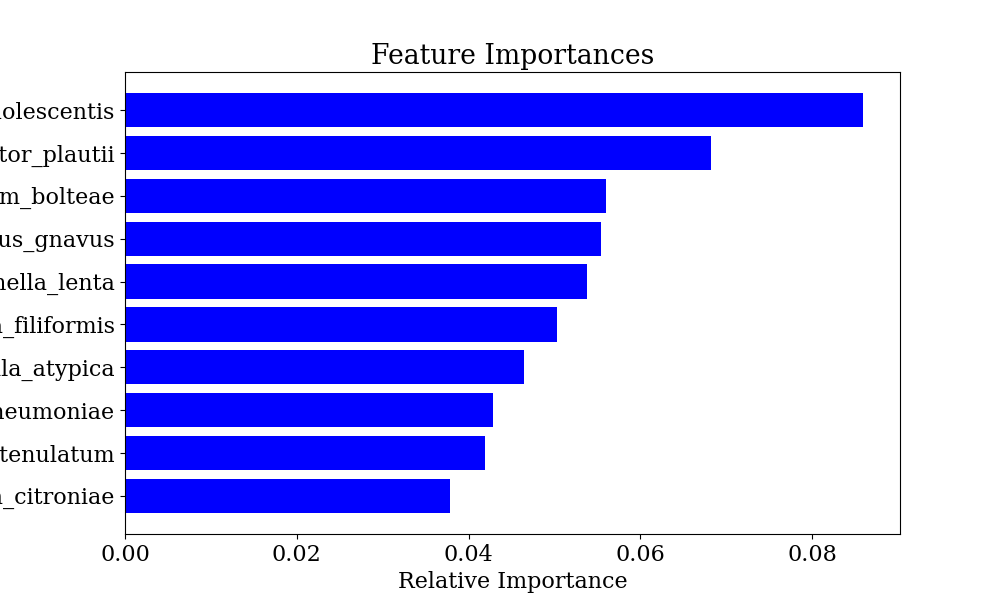 Feature Importances
olescentis
tor_plautii
m_bolteae
us_gnavus
nella_lenta
_filiformis
la_atypica
neumoniae
tenulatum
_citroniae
0.00 0.02 0.04 0.06 0.08
Relative Importance